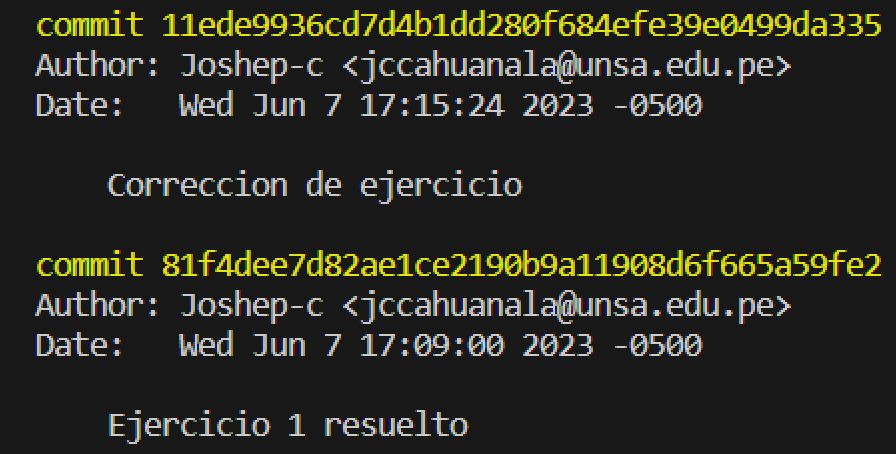 commit 11ede9936cd7d4b1dd280f684efe39e0499da335
Author: Joshep-c <jccahuanala@unsa.edu.pe>
Date:   Wed Jun 7 17:15:24 2023 -0500
Correccion de ejercicio
commit 81f4dee7d82ae1ce2190b9a11908d6f665a59fe2
Author: Joshep-c <jccahuanala@unsa.edu.pe>
Date:   Wed Jun 7 17:09:00 2023 -0500
Ejercicio 1 resuelto